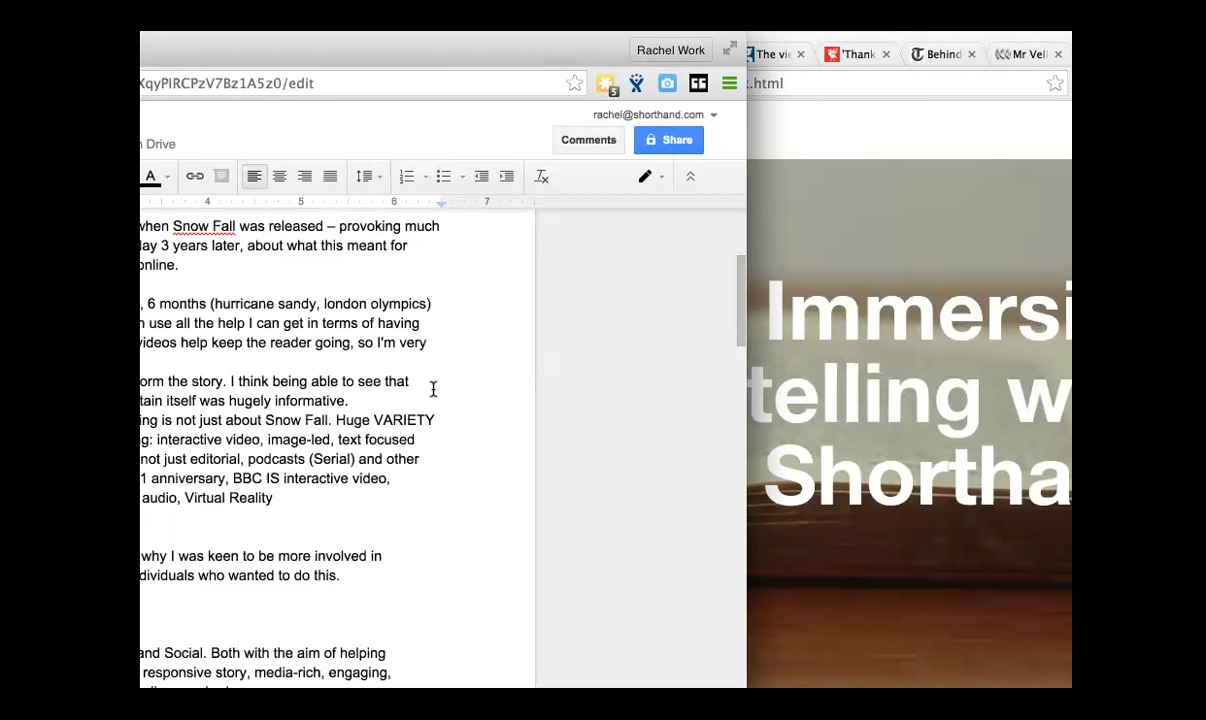 Rachel Work
XqyPlRCPzV7Bz1A5z0/edit
5
rachel@shorthand.com
n Drive
Comments
Share
A
4 5 6 7
when Snow Fall was released – provoking much
lay 3 years later, about what this meant for
online.
, 6 months (hurricane sandy, london olympics)
n use all the help I can get in terms of having
videos help keep the reader going, so I'm very
orm the story. I think being able to see that
tain itself was hugely informative.
ing is not just about Snow Fall. Huge VARIETY
g: interactive video, image-led, text focused
not just editorial, podcasts (Serial) and other
1 anniversary, BBC IS interactive video,
audio, Virtual Reality
why I was keen to be more involved in
dividuals who wanted to do this.
and Social. Both with the aim of helping
responsive story, media-rich, engaging,
The vie
'Thank
Behind
Mr Vell
.html
Immersi
telling w
Shortha